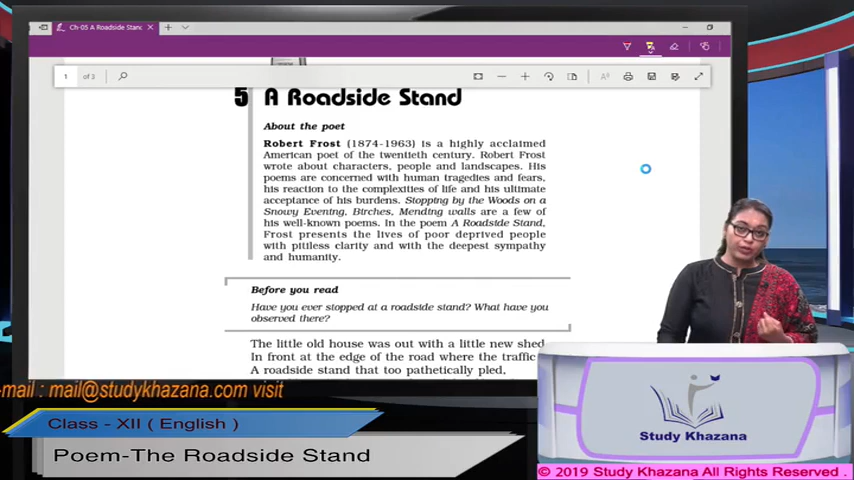 Ch-05 A Roadside Stand
1 of 3
5 A Roadside Stand
About the poet
Robert Frost (1874-1963) is a highly acclaimed
American poet of the twentieth century. Robert Frost
wrote about characters, people and landscapes. His
poems are concerned with human tragedies and fears,
his reaction to the complexities of life and his ultimate
acceptance of his burdens. Stopping by the Woods on a
Snowy Evening, Birches, Mending walls are a few of
his well-known poems. In the poem A Roadside Stand,
Frost presents the lives of poor deprived people
with pitiless clarity and with the deepest sympathy
and humanity.
Before you read
Have you ever stopped at a roadside stand? What have you
observed there?
The little old house was out with a little new shed
In front at the edge of the road where the traffic
A roadside stand that too pathetically pled,
-mail : mail@studykhazana.com visit
Class - XII ( English )
Poem-The Roadside Stand
Study Khazana
© 2019 Study Khazana All Rights Reserved .